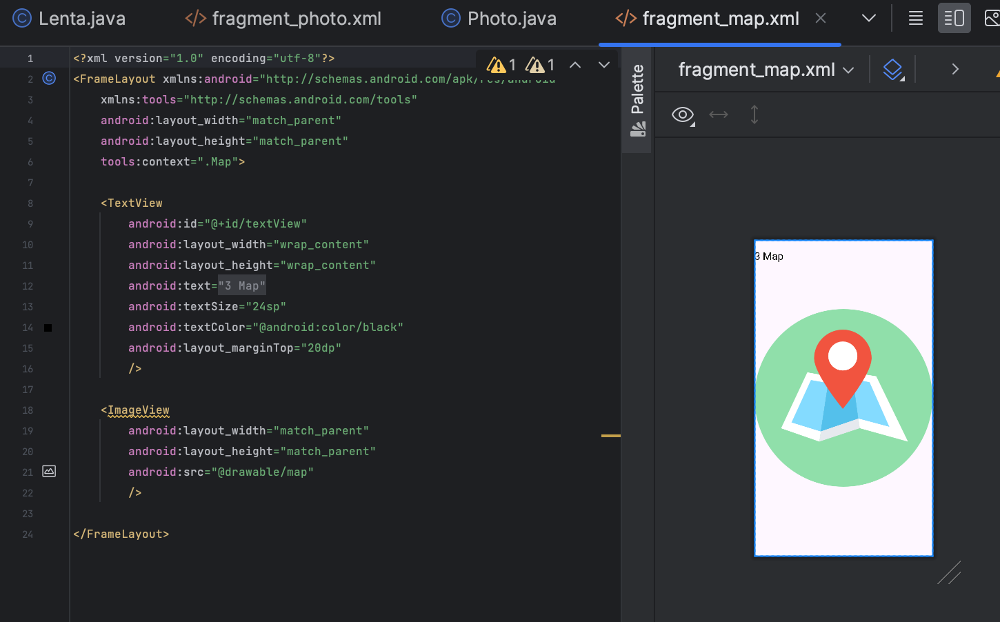 Lenta.java
fragment_photo.xml
Photo.java
fragment_map.xml
1 <?xml version="1.0" encoding="utf-8"?>
1 1
2 <FrameLayout xmlns:android="http://schemas.android.com/apk/res/android
3 xmlns:tools="http://schemas.android.com/tools"
4 android:layout_width="match_parent"
5 android:layout_height="match_parent"
6 tools:context=".Map">
7
8 <TextView
9 android:id="@+id/textView"
10 android:layout_width="wrap_content"
11 android:layout_height="wrap_content"
12 android:text="3 Map"
13 android:textSize="24sp"
14 android:textColor="@android:color/black"
15 android:layout_marginTop="20dp"
16 />
17
18 <ImageView
19 android:layout_width="match_parent"
20 android:layout_height="match_parent"
21 android:src="@drawable/map"
22 />
23
24 </FrameLayout>
Palette
fragment_map.xml
3 Map